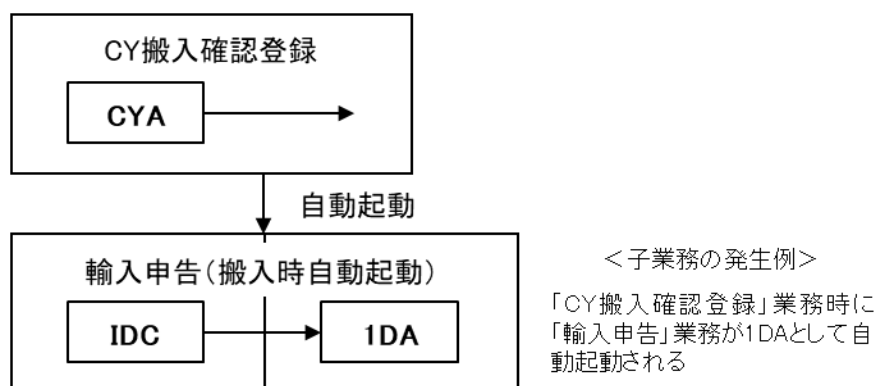 CY搬入確認登録
CYA
自動起動
輸入申告(搬入時自動起動)
IDC
1DA
＜子業務の発生例＞
「CY搬入確認登録」業務時に
「輸入申告」業務が1DAとして自
動起動される